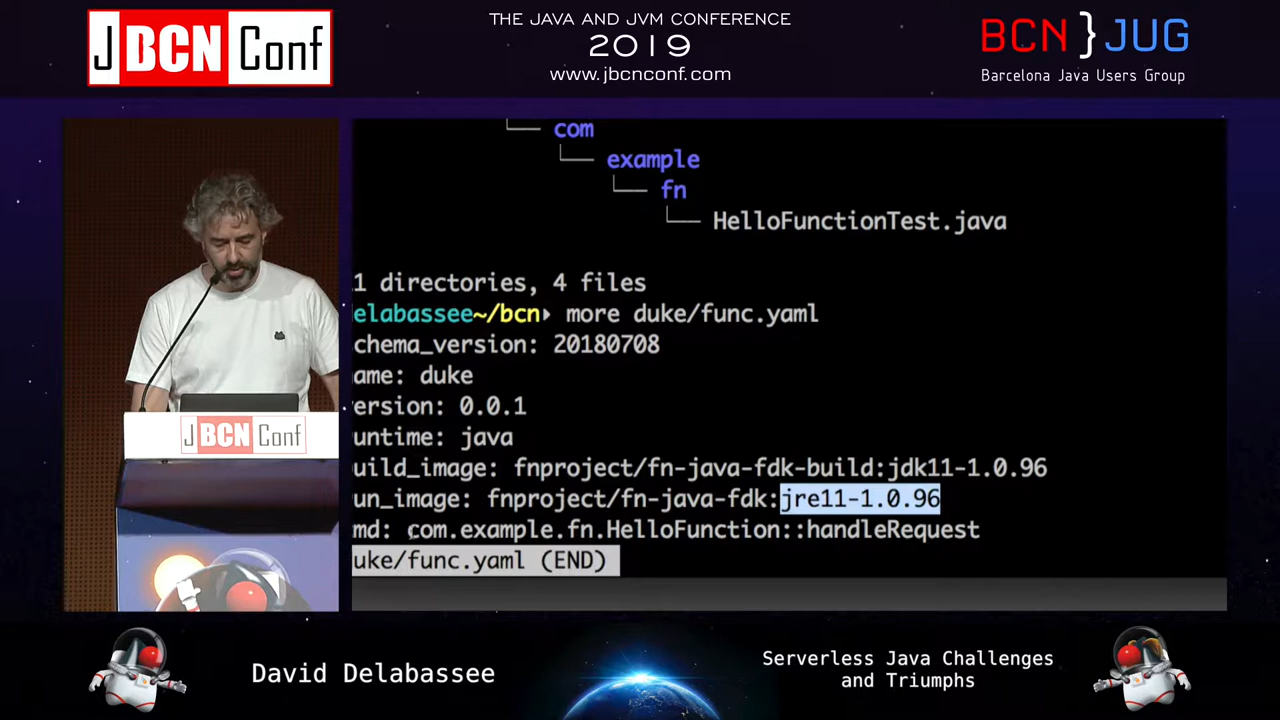 JBCNConf
THE JAVA AND JVM CONFERENCE
2019
www.jbcnconf.com
BCN}JUG
Barcelona Java Users Group
com
example
fn
HelloFunctionTest.java
1 directories, 4 files
elabassee~/bcn more duke/func.yaml
chema_version: 20180708
ame: duke
ersion: 0.0.1
untime: java
uild_image: fnproject/fn-java-fdk-build:jdk11-1.0.96
un_image: fnproject/fn-java-fdk:jre11-1.0.96
md: com.example.fn.HelloFunction::handleRequest
uke/func.yaml (END)
JBCNConf
David Delabassee
Serverless Java Challenges
and Triumphs